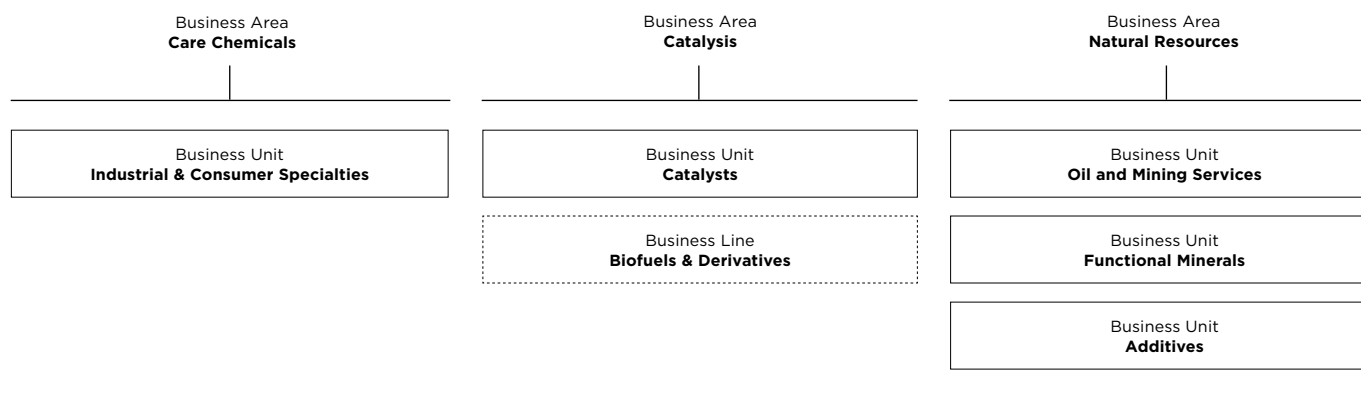 Business Area
Care Chemicals
Business Area
Catalysis
Business Area
Natural Resources
Business Unit
Industrial & Consumer Specialties
Business Unit
Catalysts
Business Unit
Oil and Mining Services
Business Line
Biofuels & Derivatives
Business Unit
Functional Minerals
Business Unit
Additives